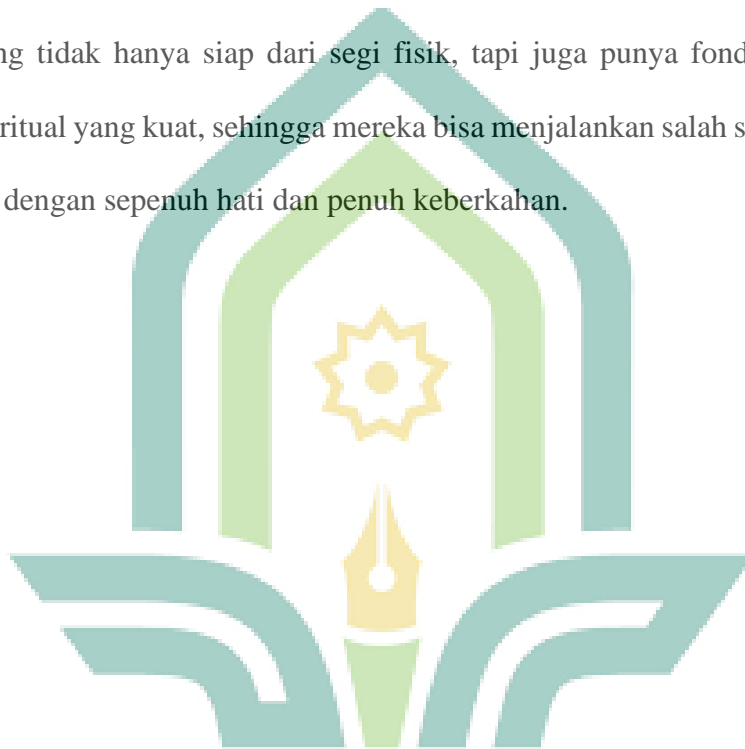 ng tidak hanya siap dari segi fisik, tapi juga punya fond
ritual yang kuat, sehingga mereka bisa menjalankan salah s
dengan sepenuh hati dan penuh keberkahan.